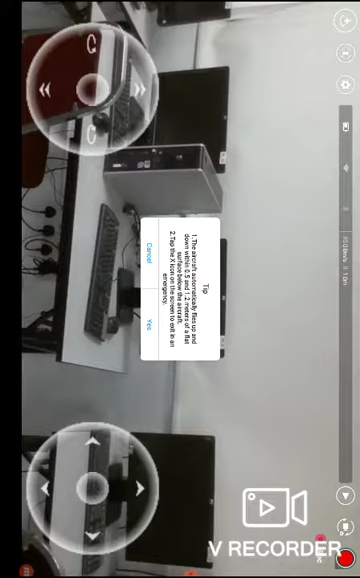 Tip
1. The aircraft automatically flies up and
down within 0.5 and 1.2 meters of a flat
surface below the aircraft.
2. Tap the X icon on the screen to exit in an
emergency.
Cancel
Yes
V RECORDER